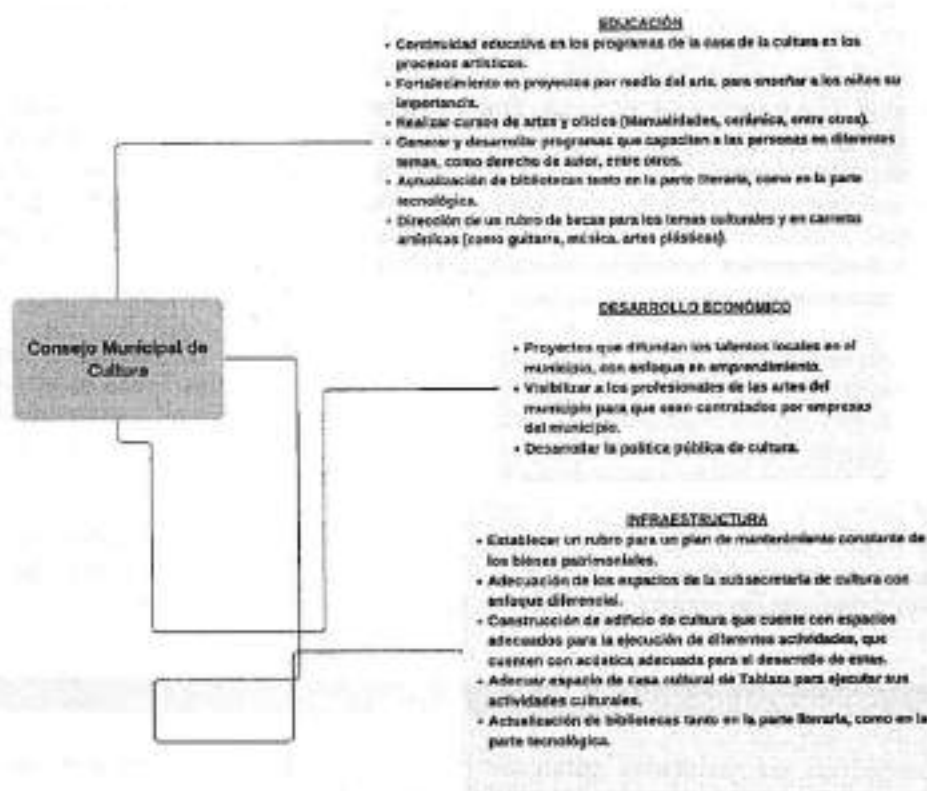 EDUCACIÓN
• Continuidad educativa en los programas de la casa de la cultura en los
procesos artísticos.
• Fortalecimiento en proyectos por medio del arte, para enseñar a los niños su
importancia.
• Realizar cursos de artes y oficios (Manualidades, cerámica, entre otros).
• Generar y desarrollar programas que capaciten a las personas en diferentes
temas, como derecho de autor, entre otros.
• Actualización de bibliotecas tanto en la parte literaria, como en la parte
tecnológica.
• Dirección de un rubro de becas para los temas culturales y en carreras
artísticas (como guitarra, música, artes plásticas).
Consejo Municipal de
Cultura
DESARROLLO ECONÓMICO
• Proyectos que difundan los talentos locales en el
municipio, con enfoque en emprendimiento.
• Visibilizar a los profesionales de las artes del
municipio para que sean contratados por empresas
del municipio.
• Desarrollar la política pública de cultura.
INFRAESTRUCTURA
• Establecer un rubro para un plan de mantenimiento constante de
los bienes patrimoniales.
• Adecuación de los espacios de la subsecretaria de cultura con
enfoque diferencial.
• Construcción de edificio de cultura que cuente con espacios
adecuados para la ejecución de diferentes actividades, que
cuenten con acústica adecuada para el desarrollo de estas.
• Adecuar espacio de casa cultural de Tablaza para ejecutar sus
actividades culturales.
• Actualización de bibliotecas tanto en la parte literaria, como en la
parte tecnológica.